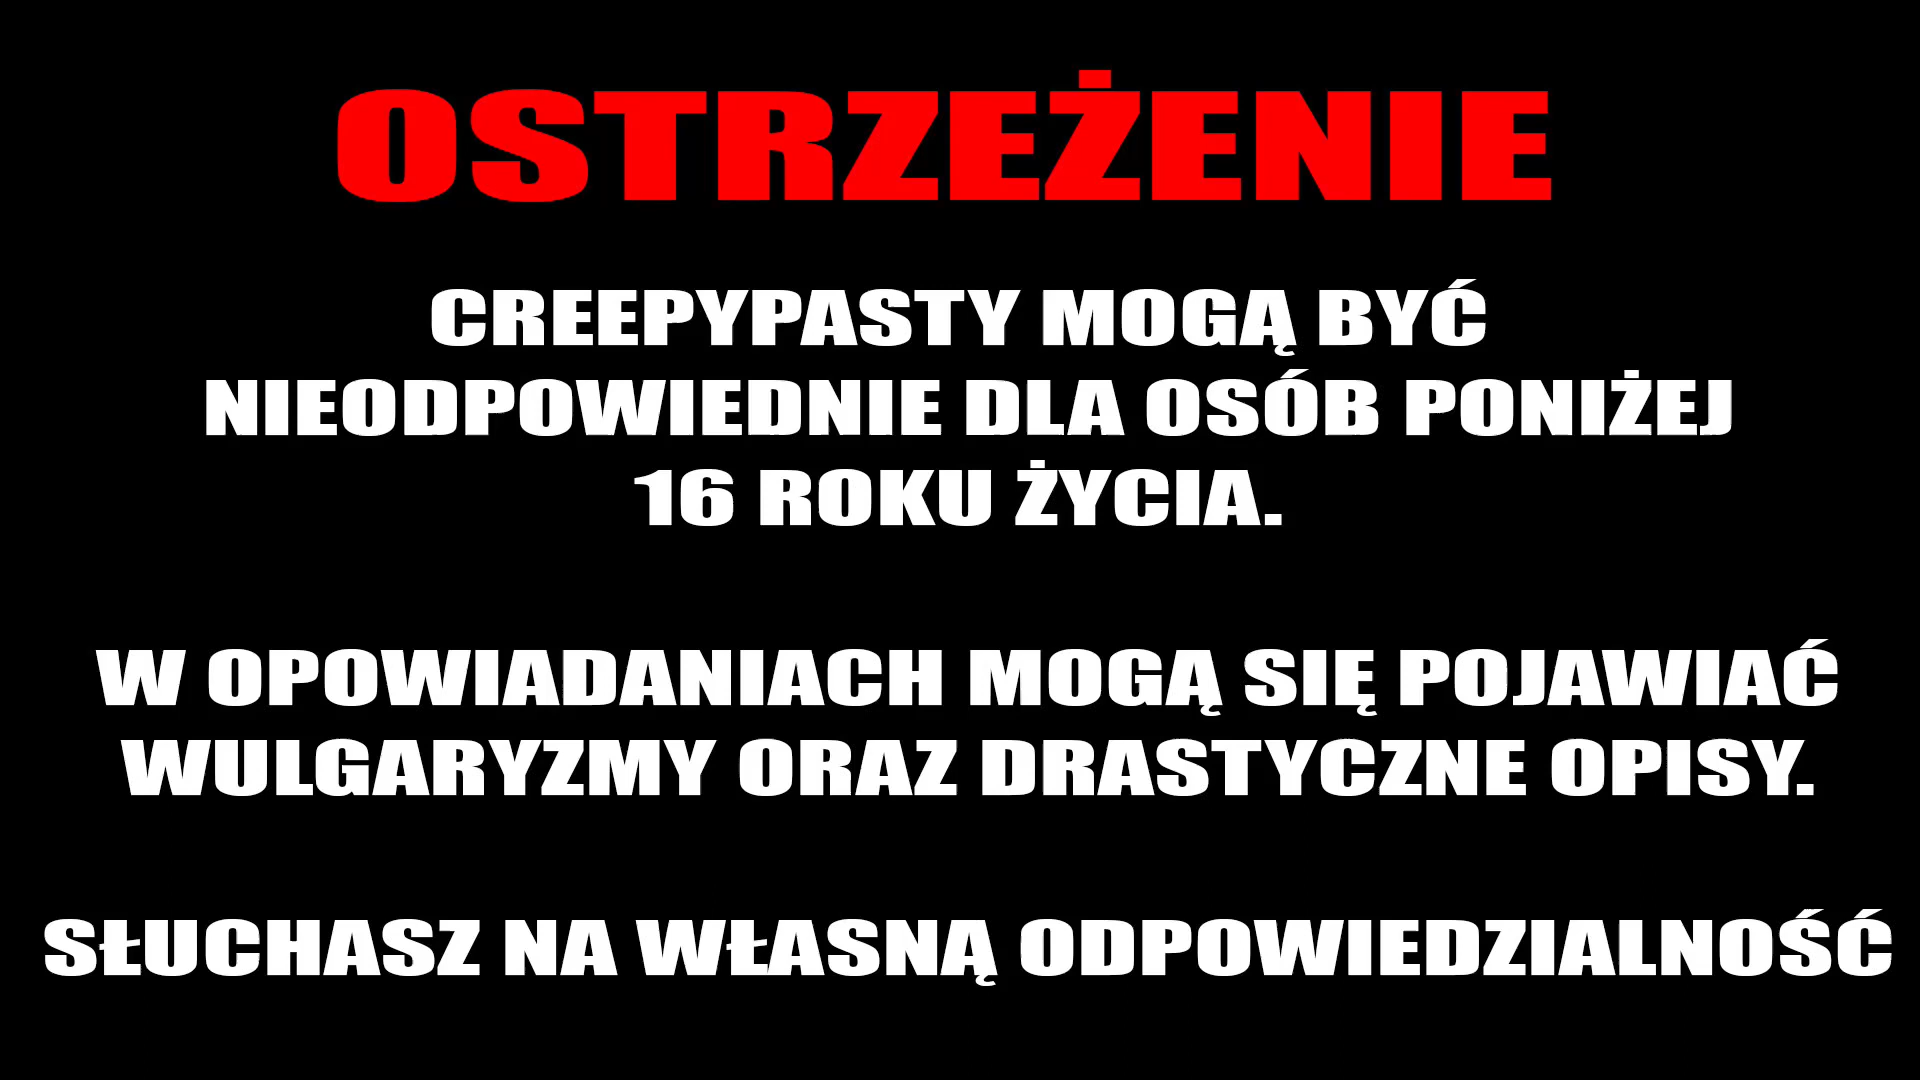 OSTRZEŻENIE
CREEPYPASTY MOGĄ BYĆ
NIEODPOWIEDNIE DLA OSÓB PONIŻEJ
16 ROKU ŻYCIA.
W OPOWIADANIACH MOGĄ SIĘ POJAWIAĆ
WULGARYZMY ORAZ DRASTYCZNE OPISY.
SŁUCHASZ NA WŁASNĄ ODPOWIEDZIALNOŚĆ